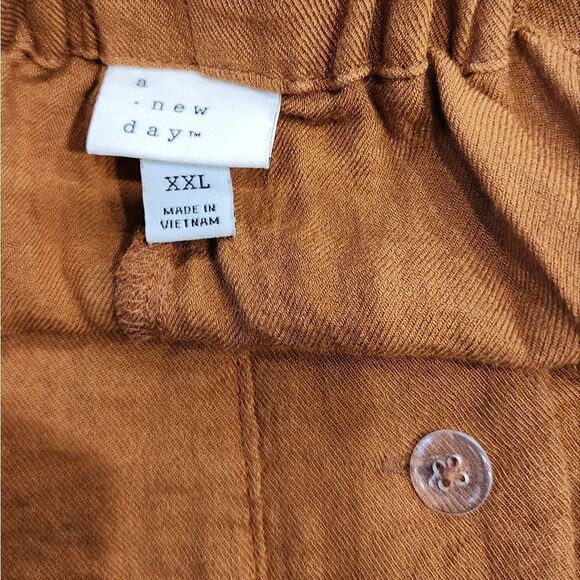 a
· new
day™
XXL
MADE IN
VIETNAM